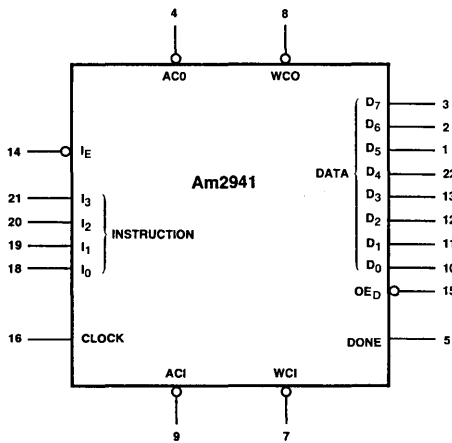 4 8
AC0 WCO
D7 3
D6 2
14 IE D5 1
Am2941 DATA D4 22
21 I3 D3 13
20 I2 D2 12
19 I1 INSTRUCTION D1 11
18 I0 D0 10
OED 15
16 CLOCK DONE 5
ACI WCI
9 7